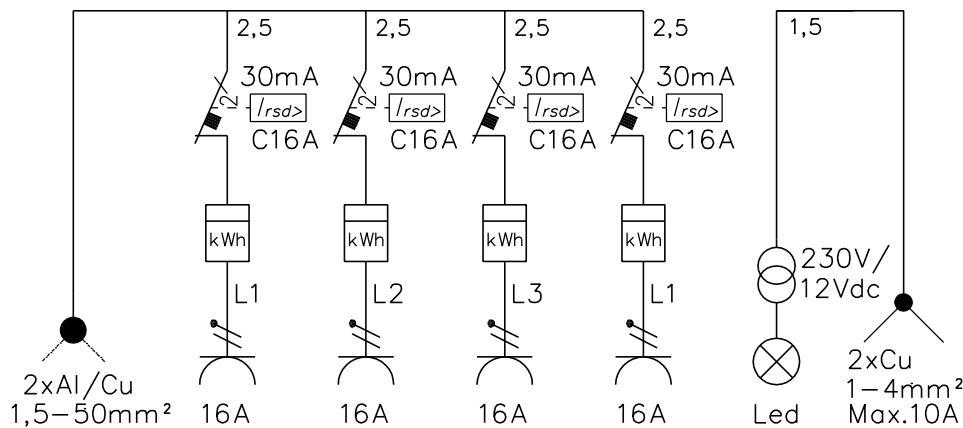 2,5 2,5 2,5 2,5 1,5
30mA 30mA 30mA 30mA
Irsd> Irsd> Irsd> Irsd>
C16A C16A C16A C16A
kWh kWh kWh kWh
230V/
12Vdc
L1 L2 L3 L1
2xAl/Cu
1,5-50mm²
16A 16A 16A 16A
Led
2xCu
1-4mm²
Max.10A